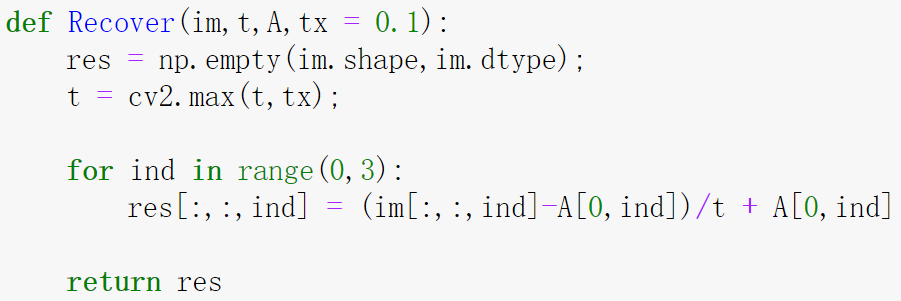 def Recover(im,t,A,tx = 0.1):
    res = np.empty(im.shape,im.dtype);
    t = cv2.max(t,tx);

    for ind in range(0,3):
        res[:,:,ind] = (im[:,:,ind]-A[0,ind])/t + A[0,ind]

    return res